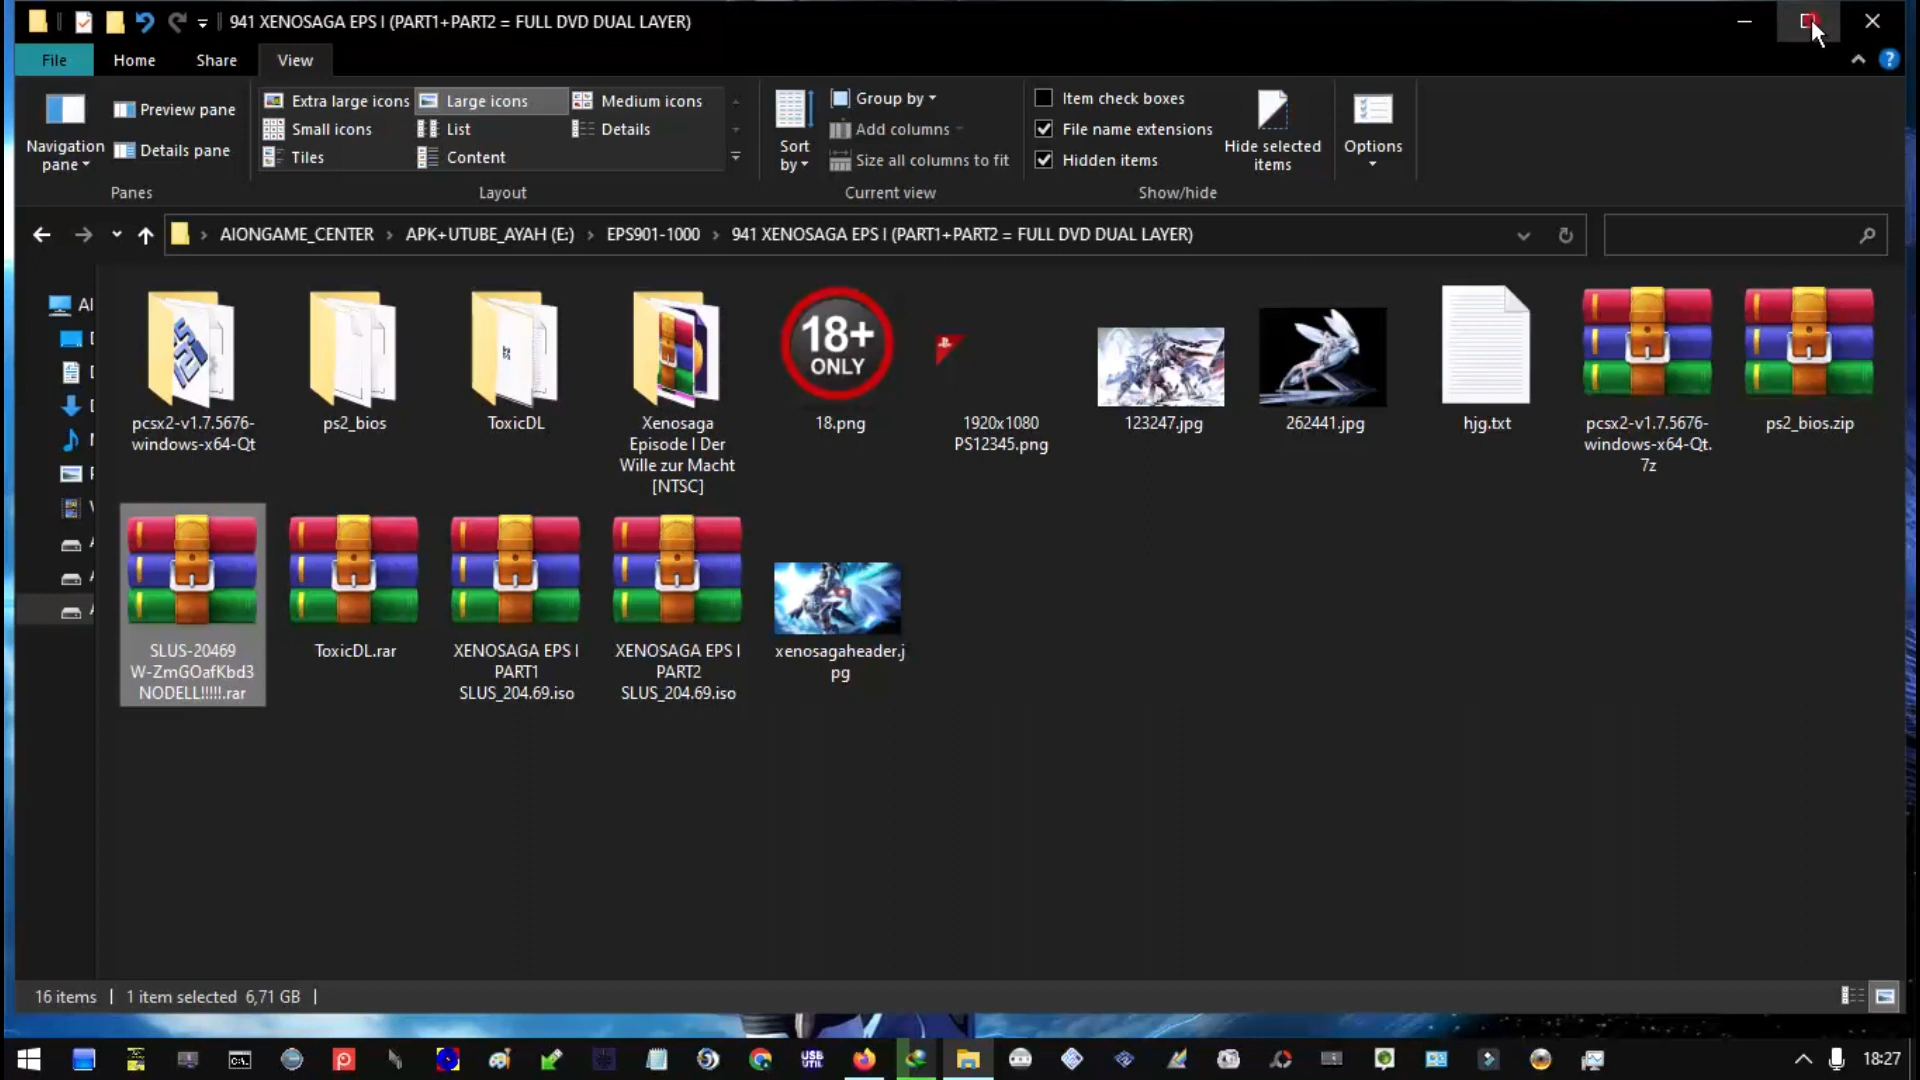 941 XENOSAGA EPS I (PART1+PART2 = FULL DVD DUAL LAYER)
File
Home
Share
View
Navigation pane
Preview pane
Details pane
Panes
Extra large icons
Large icons
Medium icons
Small icons
List
Details
Tiles
Content
Layout
Sort by
Group by
Add columns
Size all columns to fit
Current view
Item check boxes
File name extensions
Hidden items
Hide selected items
Show/hide
Options
AIONGAME_CENTER > APK+UTUBE_AYAH (E:) > EPS901-1000 > 941 XENOSAGA EPS I (PART1+PART2 = FULL DVD DUAL LAYER)
18+
ONLY
pcsx2-v1.7.5676-
windows-x64-Qt
ps2_bios
ToxicDL
Xenosaga
Episode I Der
Wille zur Macht
[NTSC]
18.png
1920x1080
PS12345.png
123247.jpg
262441.jpg
hjg.txt
pcsx2-v1.7.5676-
windows-x64-Qt.
7z
ps2_bios.zip
SLUS-20469
W-ZmGOafKbd3
NODELL!!!!!.rar
ToxicDL.rar
XENOSAGA EPS I
PART1
SLUS_204.69.iso
XENOSAGA EPS I
PART2
SLUS_204.69.iso
xenosagaheader.j
pg
16 items
1 item selected 6,71 GB
USB
UTIL
18:27